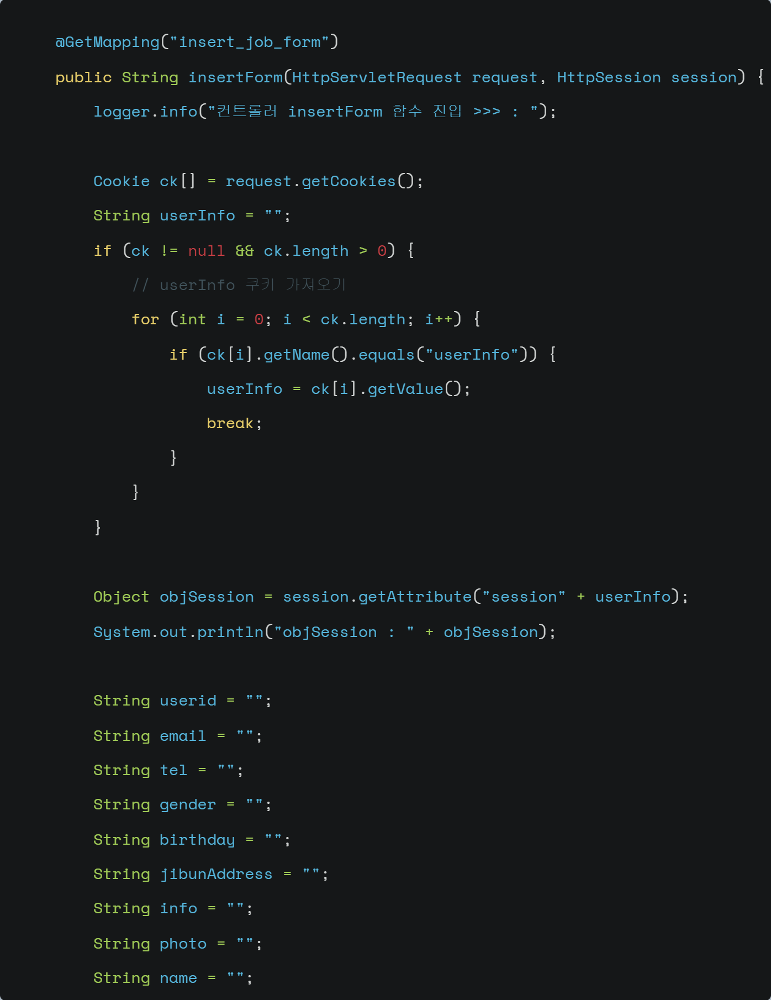 @GetMapping("insert_job_form")
public String insertForm(HttpServletRequest request, HttpSession session) {
    logger.info("컨트롤러 insertForm 함수 진입 >>> : ");
    Cookie ck[] = request.getCookies();
    String userInfo = "";
    if (ck != null && ck.length > 0) {
        // userInfo 쿠키 가져오기
        for (int i = 0; i < ck.length; i++) {
            if (ck[i].getName().equals("userInfo")) {
                userInfo = ck[i].getValue();
                break;
            }
        }
    }
    Object objSession = session.getAttribute("session" + userInfo);
    System.out.println("objSession : " + objSession);
    String userid = "";
    String email = "";
    String tel = "";
    String gender = "";
    String birthday = "";
    String jibunAddress = "";
    String info = "";
    String photo = "";
    String name = "";